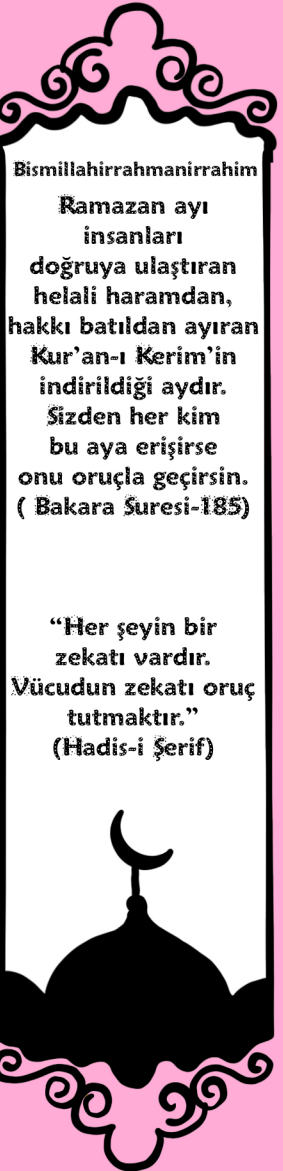 Bismillahirrahmanirrahim
Ramazan ayı
insanları
doğruya ulaştıran
helali haramdan,
hakkı batıldan ayıran
Kur'an-ı Kerim'in
indirildiği aydır.
Sizden her kim
bu aya erişirse
onu oruçla geçirsin.
( Bakara Suresi-185)
“Her şeyin bir
zekatı vardır.
Vücudun zekatı oruç
tutmaktır.”
(Hadis-i Şerif)